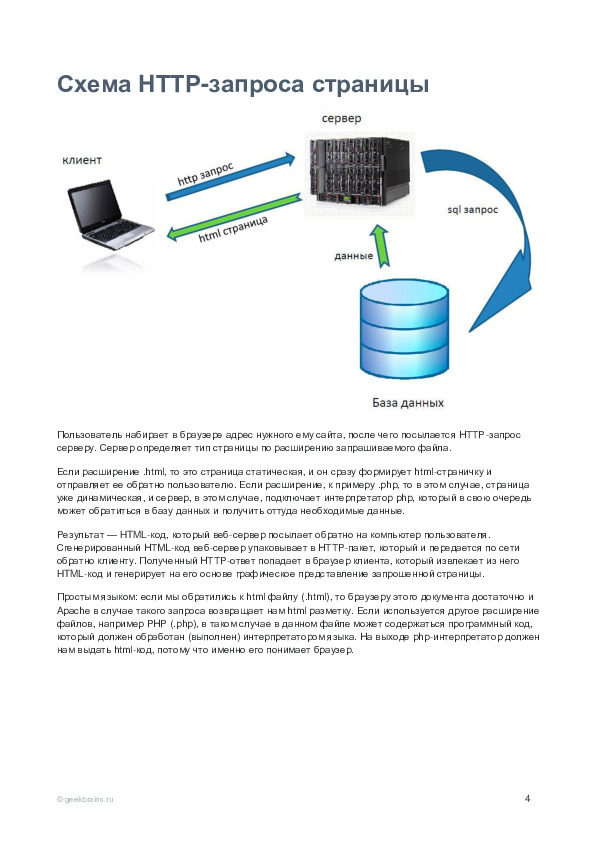 Схема HTTP-запроса страницы
сервер
клиент
http запрос
sql запрос
html страница
данные
База данных
Пользователь набирает в браузере адрес нужного ему сайта, после чего посылается HTTP-запрос
серверу. Сервер определяет тип страницы по расширению запрашиваемого файла.
Если расширение .html, то это страница статическая, и он сразу формирует html-страничку и
отправляет ее обратно пользователю. Если расширение, к примеру .php, то в этом случае, страница
уже динамическая, и сервер, в этом случае, подключает интерпретатор php, который в свою очередь
может обратиться в базу данных и получить оттуда необходимые данные.
Результат — HTML-код, который веб-сервер посылает обратно на компьютер пользователя.
Сгенерированный HTML-код веб-сервер упаковывает в HTTP-пакет, который и передается по сети
обратно клиенту. Полученный HTTP-ответ попадает в браузер клиента, который извлекает из него
HTML-код и генерирует на его основе графическое представление запрошенной страницы.
Простым языком: если мы обратились к html файлу (.html), то браузеру этого документа достаточно и
Apache в случае такого запроса возвращает нам html разметку. Если используется другое расширение
файлов, например PHP (.php), в таком случае в данном файле может содержаться программный код,
который должен обработан (выполнен) интерпретатором языка. На выходе php-интерпретатор должен
нам выдать html-код, потому что именно его понимает браузер.
© geekbrains.ru
4